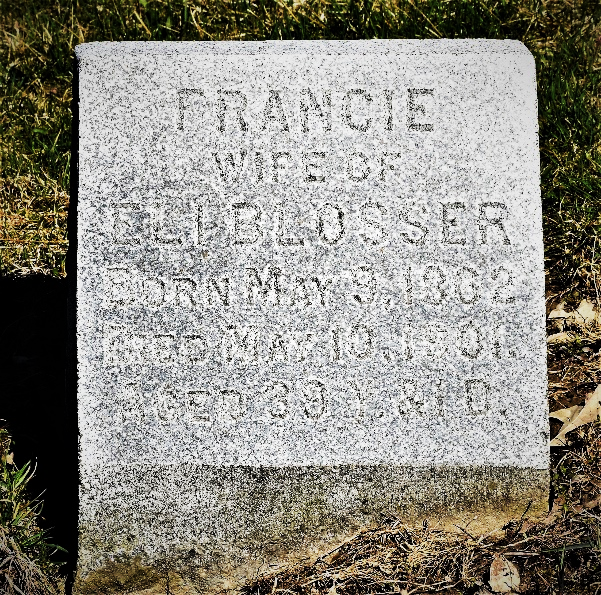 FRANCIE
WIFE OF
ELI BLOSSER
BORN MAY 9, 1862
DIED MAY 10, 1901.
AGED 39 Y. & 1 D.